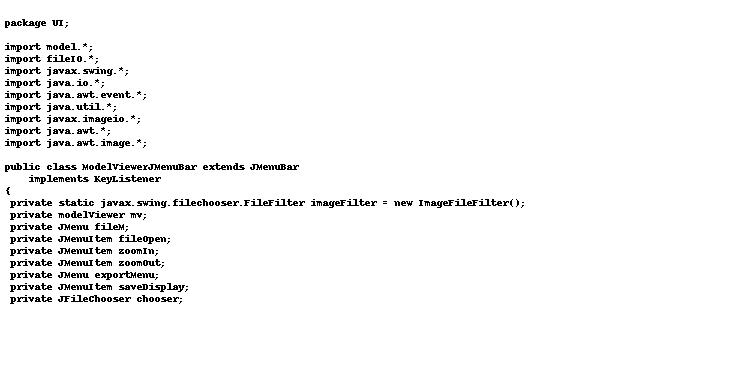 package UI;

import model.*;
import fileIO.*;
import javax.swing.*;
import java.io.*;
import java.awt.event.*;
import java.util.*;
import javax.imageio.*;
import java.awt.*;
import java.awt.image.*;

public class ModelViewerJMenuBar extends JMenuBar
    implements KeyListener
{
 private static javax.swing.filechooser.FileFilter imageFilter = new ImageFileFilter();
 private modelViewer mv;
 private JMenu fileM;
 private JMenuItem fileOpen;
 private JMenuItem zoomIn;
 private JMenuItem zoomOut;
 private JMenu exportMenu;
 private JMenuItem saveDisplay;
 private JFileChooser chooser;